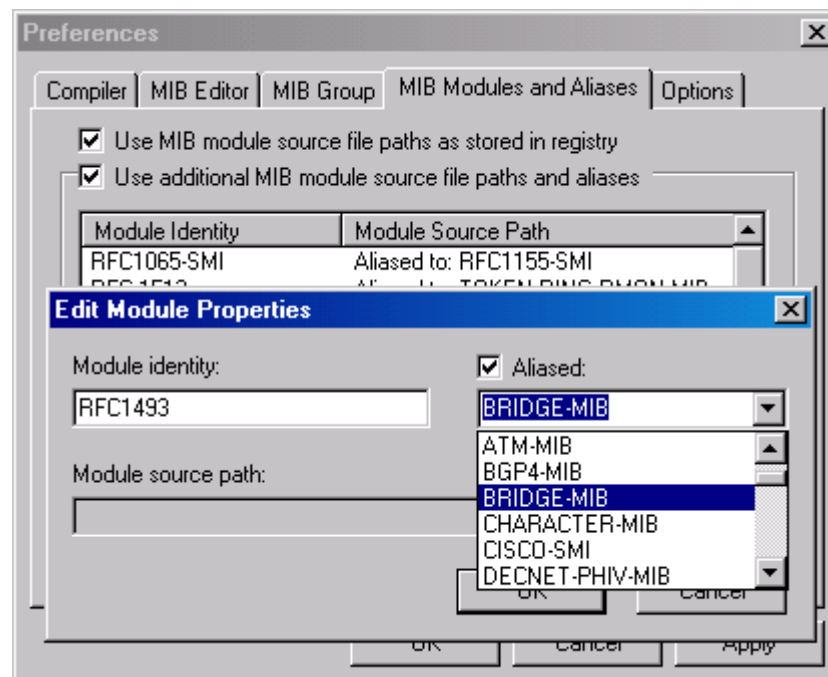 Preferences
Compiler MIB Editor MIB Group MIB Modules and Aliases Options
Use MIB module source file paths as stored in registry
Use additional MIB module source file paths and aliases
Module Identity Module Source Path
RFC1065-SMI Aliased to: RFC1155-SMI
Edit Module Properties
Module identity: Aliased:
RFC1493 BRIDGE-MIB
ATM-MIB
BGP4-MIB
Module source path:
BRIDGE-MIB
CHARACTER-MIB
CISCO-SMI
DECNET-PHIV-MIB
OK Cancel
OK Cancel Apply